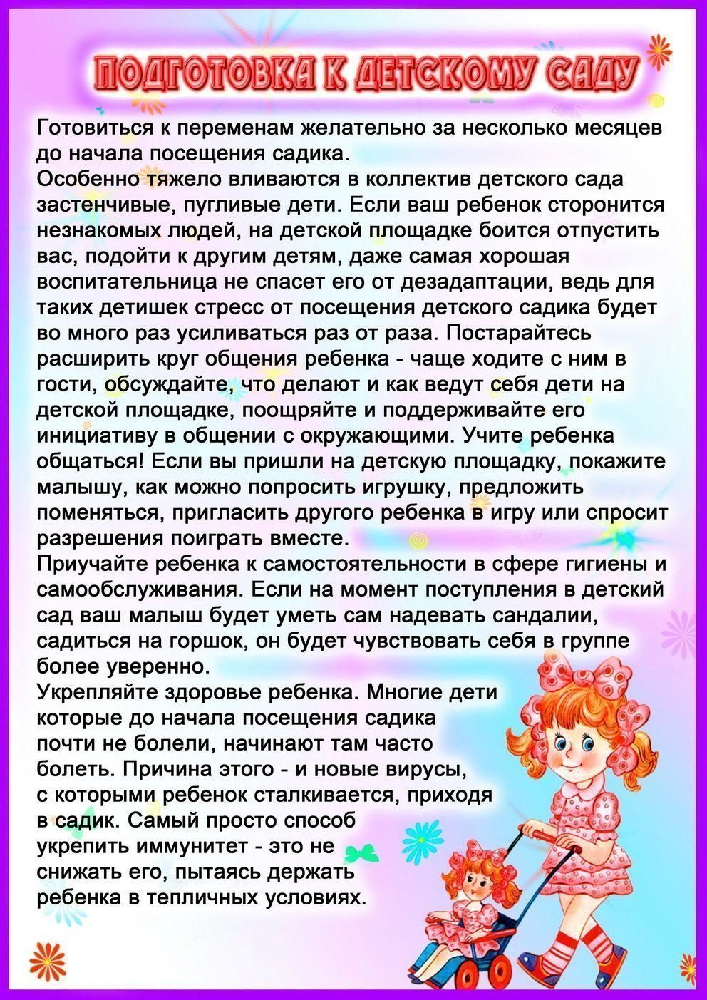 ПОДГОТОВКА К ДЕТСКОМУ САДУ
Готовиться к переменам желательно за несколько месяцев
до начала посещения садика.
Особенно тяжело вливаются в коллектив детского сада
застенчивые, пугливые дети. Если ваш ребенок сторонится
незнакомых людей, на детской площадке боится отпустить
вас, подойти к другим детям, даже самая хорошая
воспитательница не спасет его от дезадаптации, ведь для
таких детишек стресс от посещения детского садика будет
во много раз усиливаться раз от раза. Постарайтесь
расширить круг общения ребенка - чаще ходите с ним в
гости, обсуждайте, что делают и как ведут себя дети на
детской площадке, поощряйте и поддерживайте его
инициативу в общении с окружающими. Учите ребенка
общаться! Если вы пришли на детскую площадку, покажите
малышу, как можно попросить игрушку, предложить
поменяться, пригласить другого ребенка в игру или спросит
разрешения поиграть вместе.
Приучайте ребенка к самостоятельности в сфере гигиены и
самообслуживания. Если на момент поступления в детский
сад ваш малыш будет уметь сам надевать сандалии,
садиться на горшок, он будет чувствовать себя в группе
более уверенно.
Укрепляйте здоровье ребенка. Многие дети
которые до начала посещения садика
почти не болели, начинают там часто
болеть. Причина этого - и новые вирусы,
с которыми ребенок сталкивается, приходя
в садик. Самый просто способ
укрепить иммунитет - это не
снижать его, пытаясь держать
ребенка в тепличных условиях.